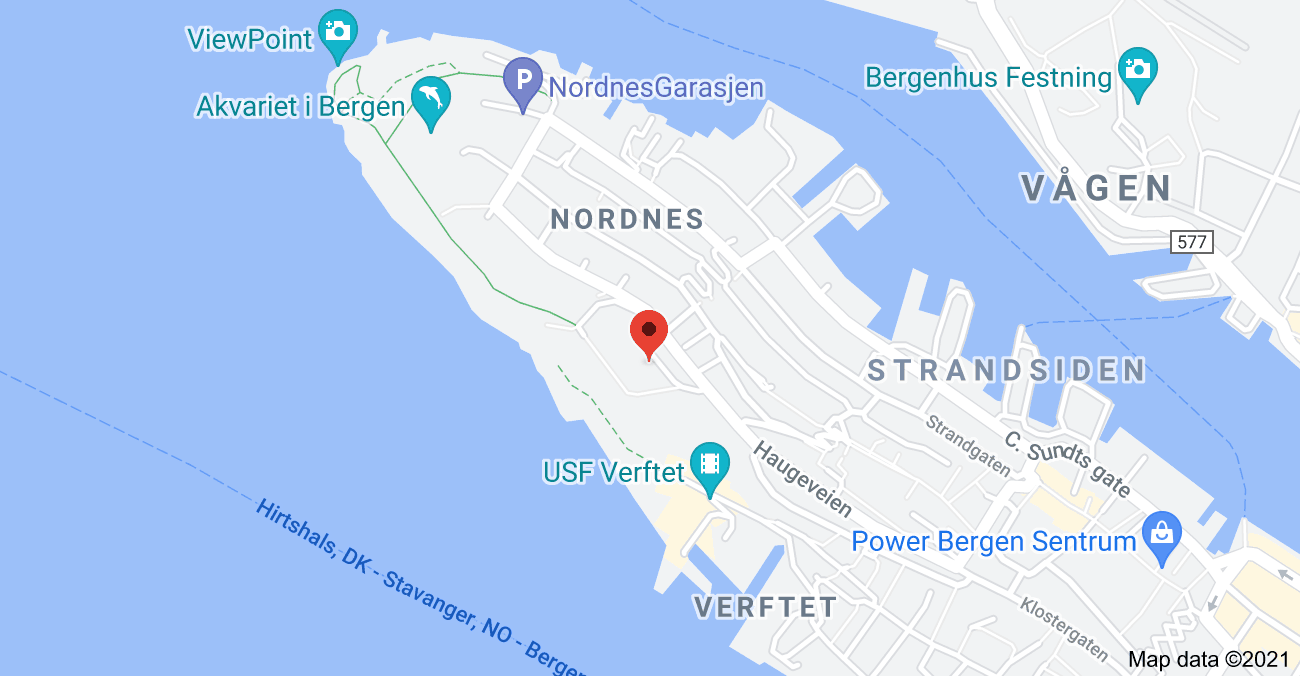 ViewPoint
Akvariet i Bergen
P
NordnesGarasjen
Bergenhus Festning
VÅGEN
577
NORDNES
STRANDSIDEN
Strandgaten
C. Sundts gate
Haugeveien
USF Verftet
Power Bergen Sentrum
Hirtshals, DK - Stavanger, NO - Berge
VERFTET
Klostergaten
Map data ©2021